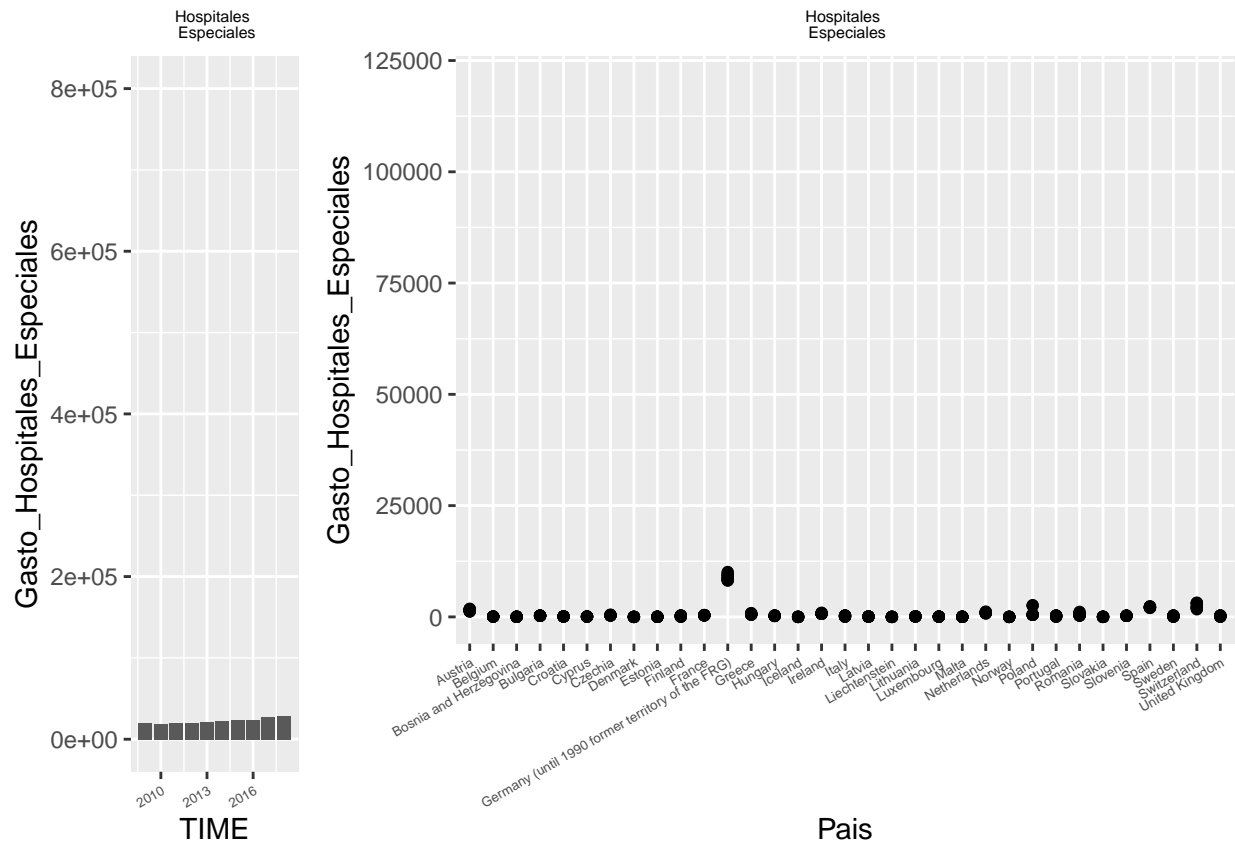 Hospitales
Especiales
Gasto_Hospitales_Especiales
8e+05
6e+05
4e+05
2e+05
0e+00
2010
2013
2016
TIME
Hospitales
Especiales
Gasto_Hospitales_Especiales
125000
100000
75000
50000
25000
0
Austria
Belgium
Bosnia and Herzegovina
Bulgaria
Croatia
Cyprus
Czechia
Denmark
Estonia
Finland
France
Germany (until 1990 former territory of the FRG)
Greece
Hungary
Iceland
Ireland
Italy
Latvia
Liechtenstein
Lithuania
Luxembourg
Malta
Netherlands
Norway
Poland
Portugal
Romania
Slovakia
Slovenia
Spain
Sweden
Switzerland
United Kingdom
Pais